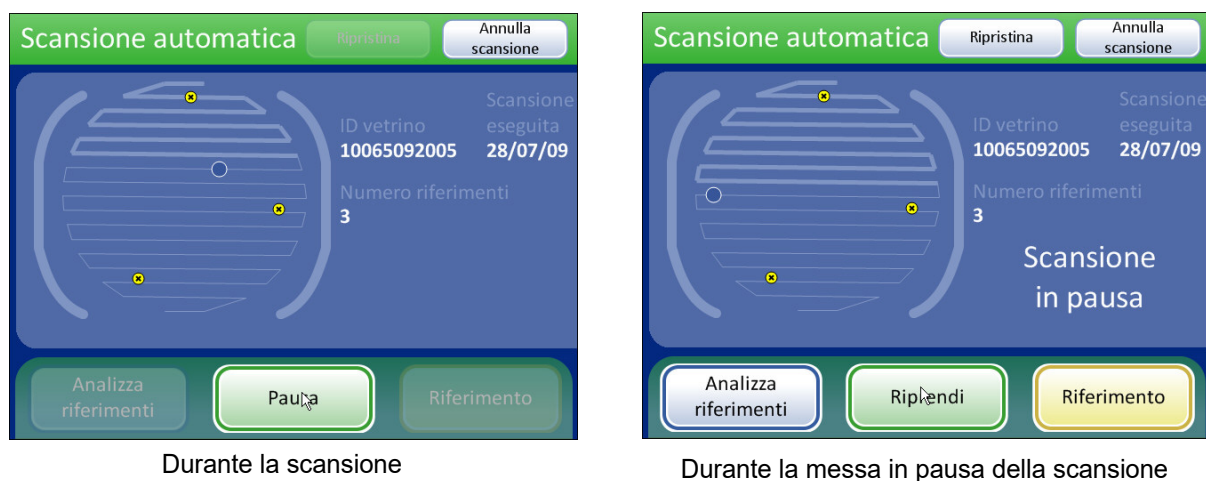 Scansione automatica
Ripristina
Annulla
scansione
ID vetrino
10065092005
Scansione
eseguita
28/07/09
Numero riferimenti
3
Analizza
riferimenti
Pausa
Riferimento
Durante la scansione
Scansione automatica
Ripristina
Annulla
scansione
ID vetrino
10065092005
Scansione
eseguita
28/07/09
Numero riferimenti
3
Scansione
in pausa
Analizza
riferimenti
Riprendi
Riferimento
Durante la messa in pausa della scansione